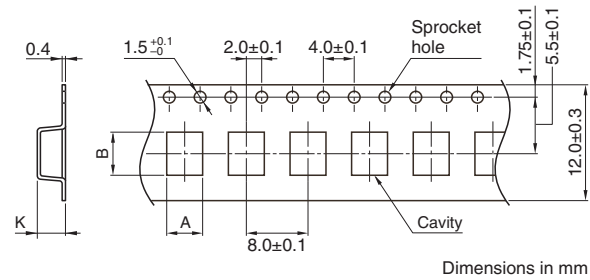 Sprocket
hole
0.4
1.5 +0.1 −0
2.0±0.1
4.0±0.1
1.75±0.1
5.5±0.1
12.0±0.3
B
K
A
8.0±0.1
Cavity
Dimensions in mm